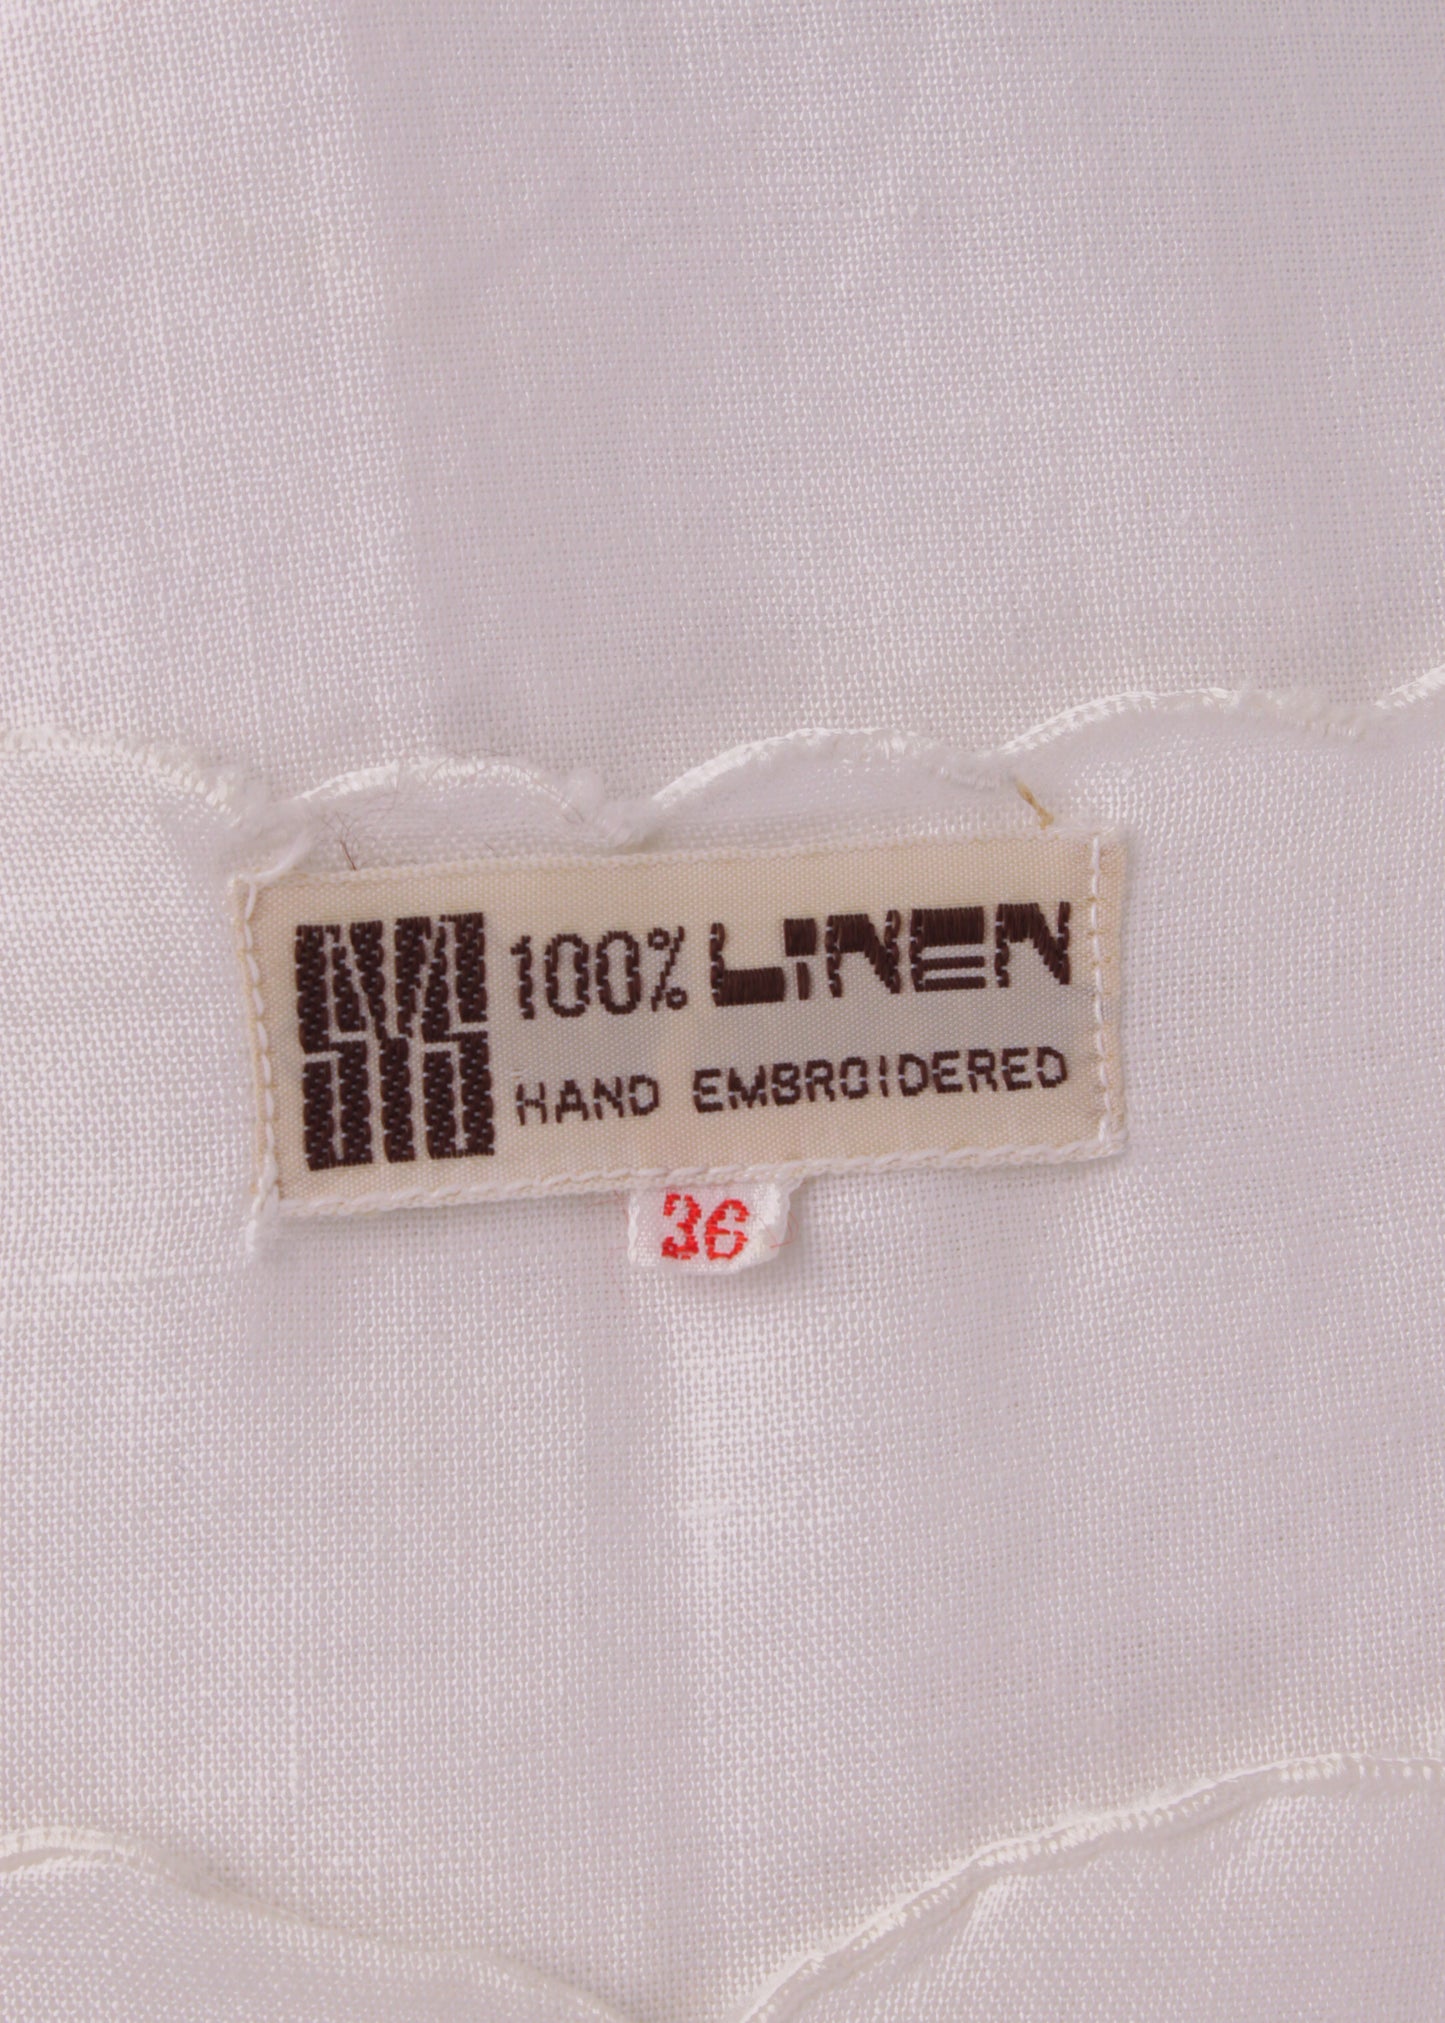 100% LINEN
HAND EMBROIDERED
36